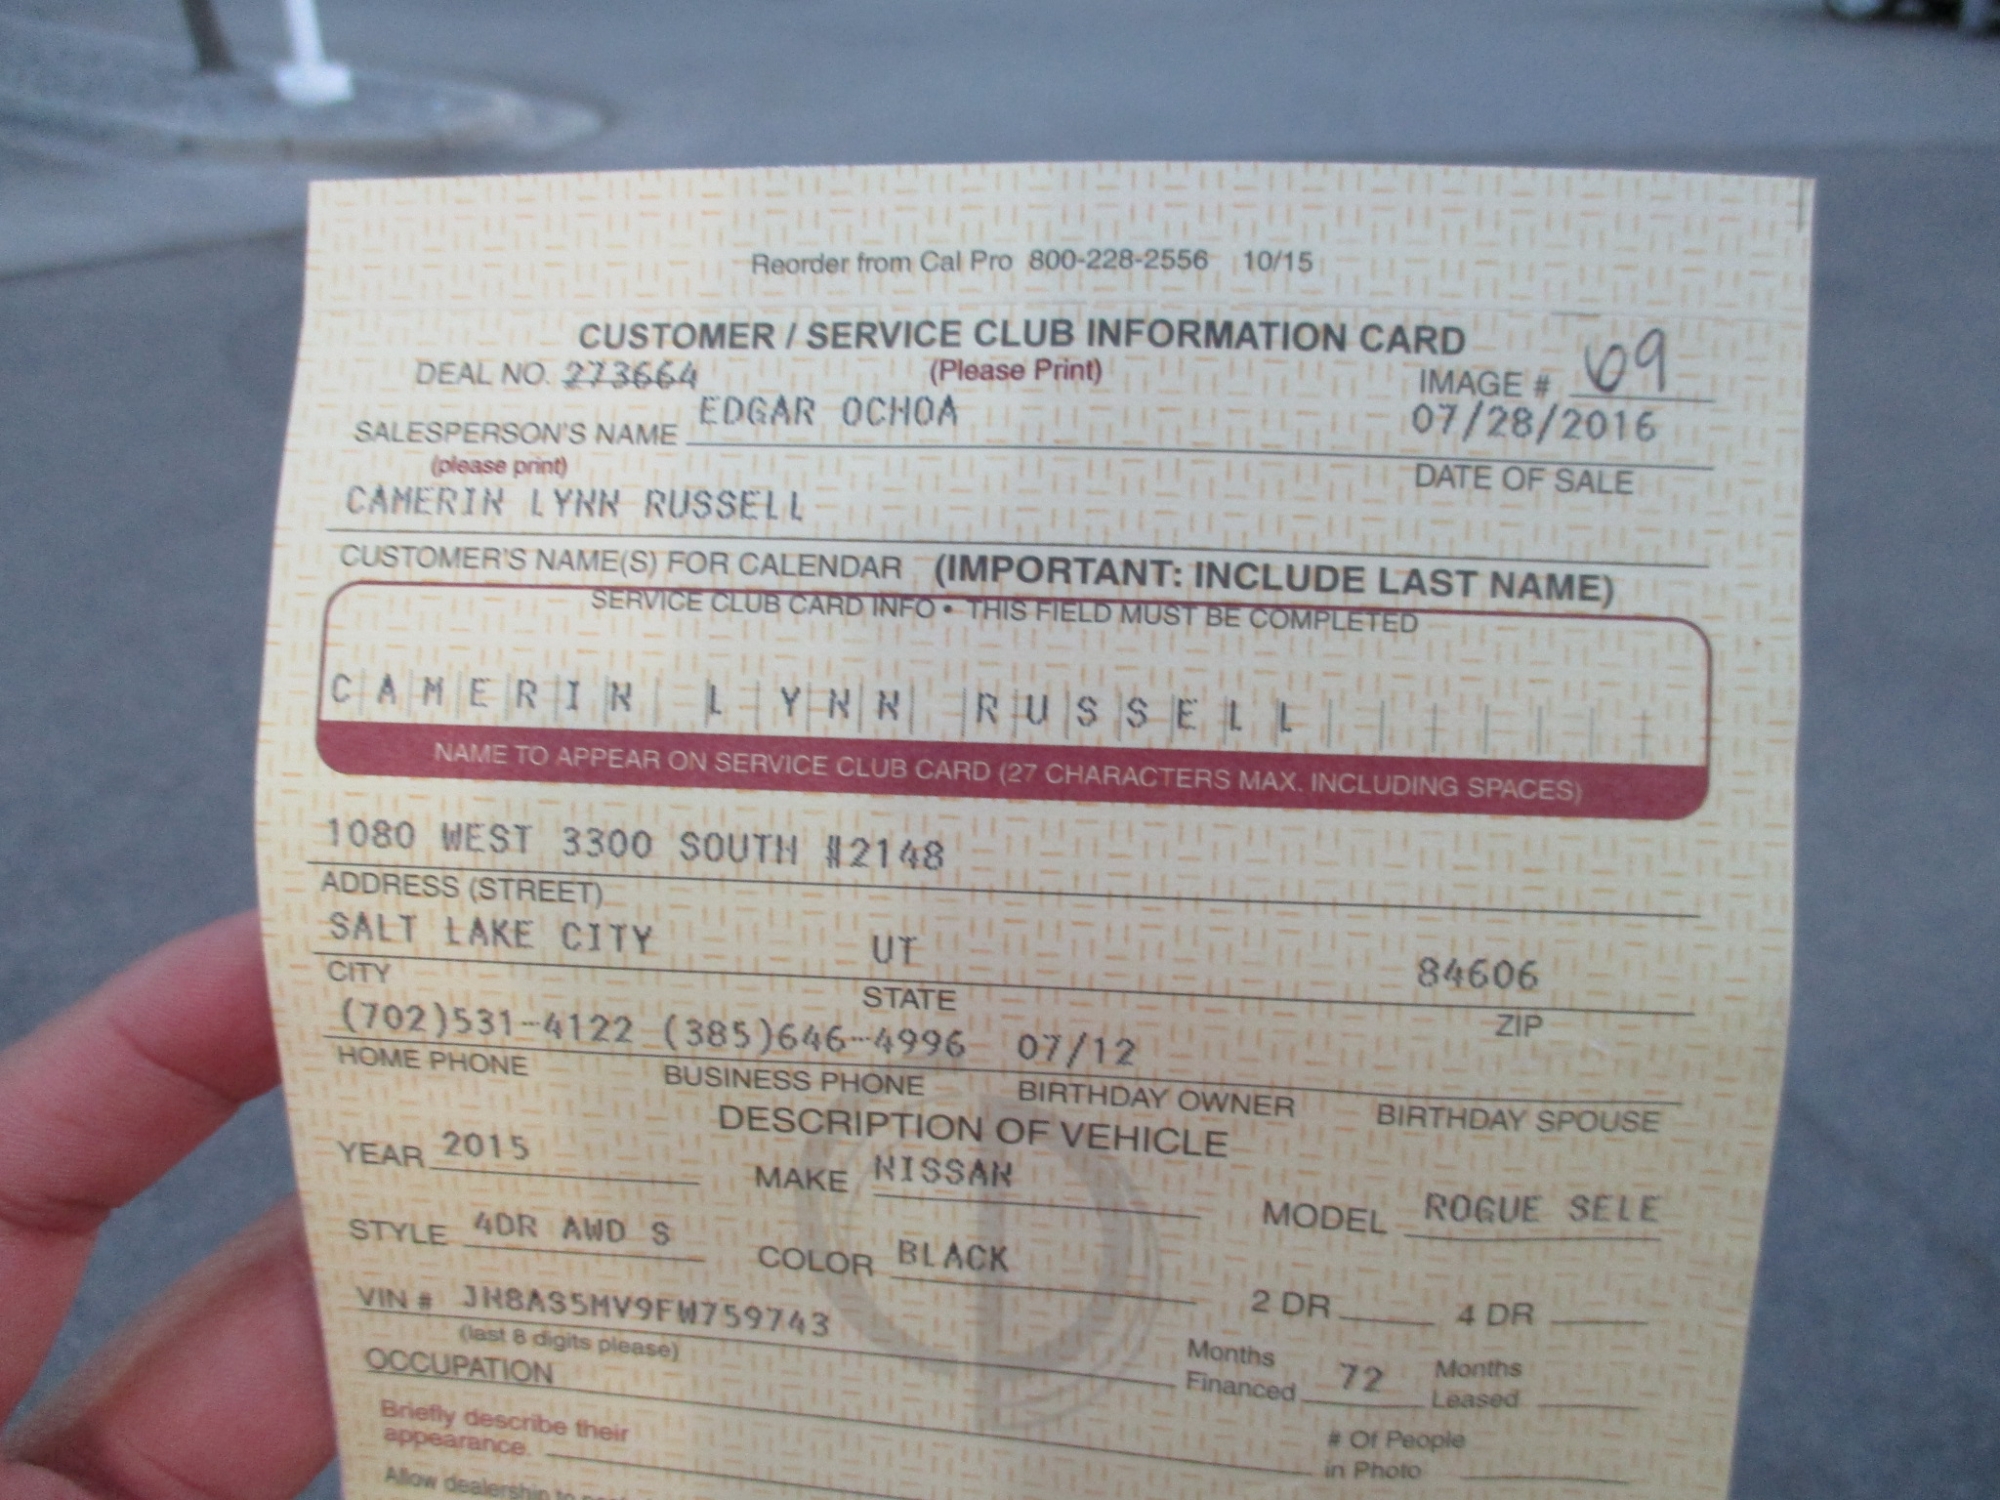 Reorder from Cal Pro 800-228-2556 10/15
CUSTOMER / SERVICE CLUB INFORMATION CARD
DEAL NO. 273664 (Please Print) IMAGE # 69
SALESPERSON'S NAME EDGAR OCHOA 07/28/2016
(please print) DATE OF SALE
CAMERIN LYNN RUSSELL
CUSTOMER'S NAME(S) FOR CALENDAR (IMPORTANT: INCLUDE LAST NAME)
SERVICE CLUB CARD INFO • THIS FIELD MUST BE COMPLETED
CAMERIN LYNN RUSSELL
NAME TO APPEAR ON SERVICE CLUB CARD (27 CHARACTERS MAX. INCLUDING SPACES)
1080 WEST 3300 SOUTH #2148
ADDRESS (STREET)
SALT LAKE CITY UT 84606
CITY STATE ZIP
(702)531-4122 (385)646-4996 07/12
HOME PHONE BUSINESS PHONE BIRTHDAY OWNER BIRTHDAY SPOUSE
DESCRIPTION OF VEHICLE
YEAR 2015 MAKE NISSAN MODEL ROGUE SELE
STYLE 4DR AWD S COLOR BLACK 2 DR 4 DR
VIN # JN8AS5MV9FW759743
(last 8 digits please) Months Financed 72 Months Leased
OCCUPATION
Briefly describe their
appearance. # Of People in Photo
Allow dealership to